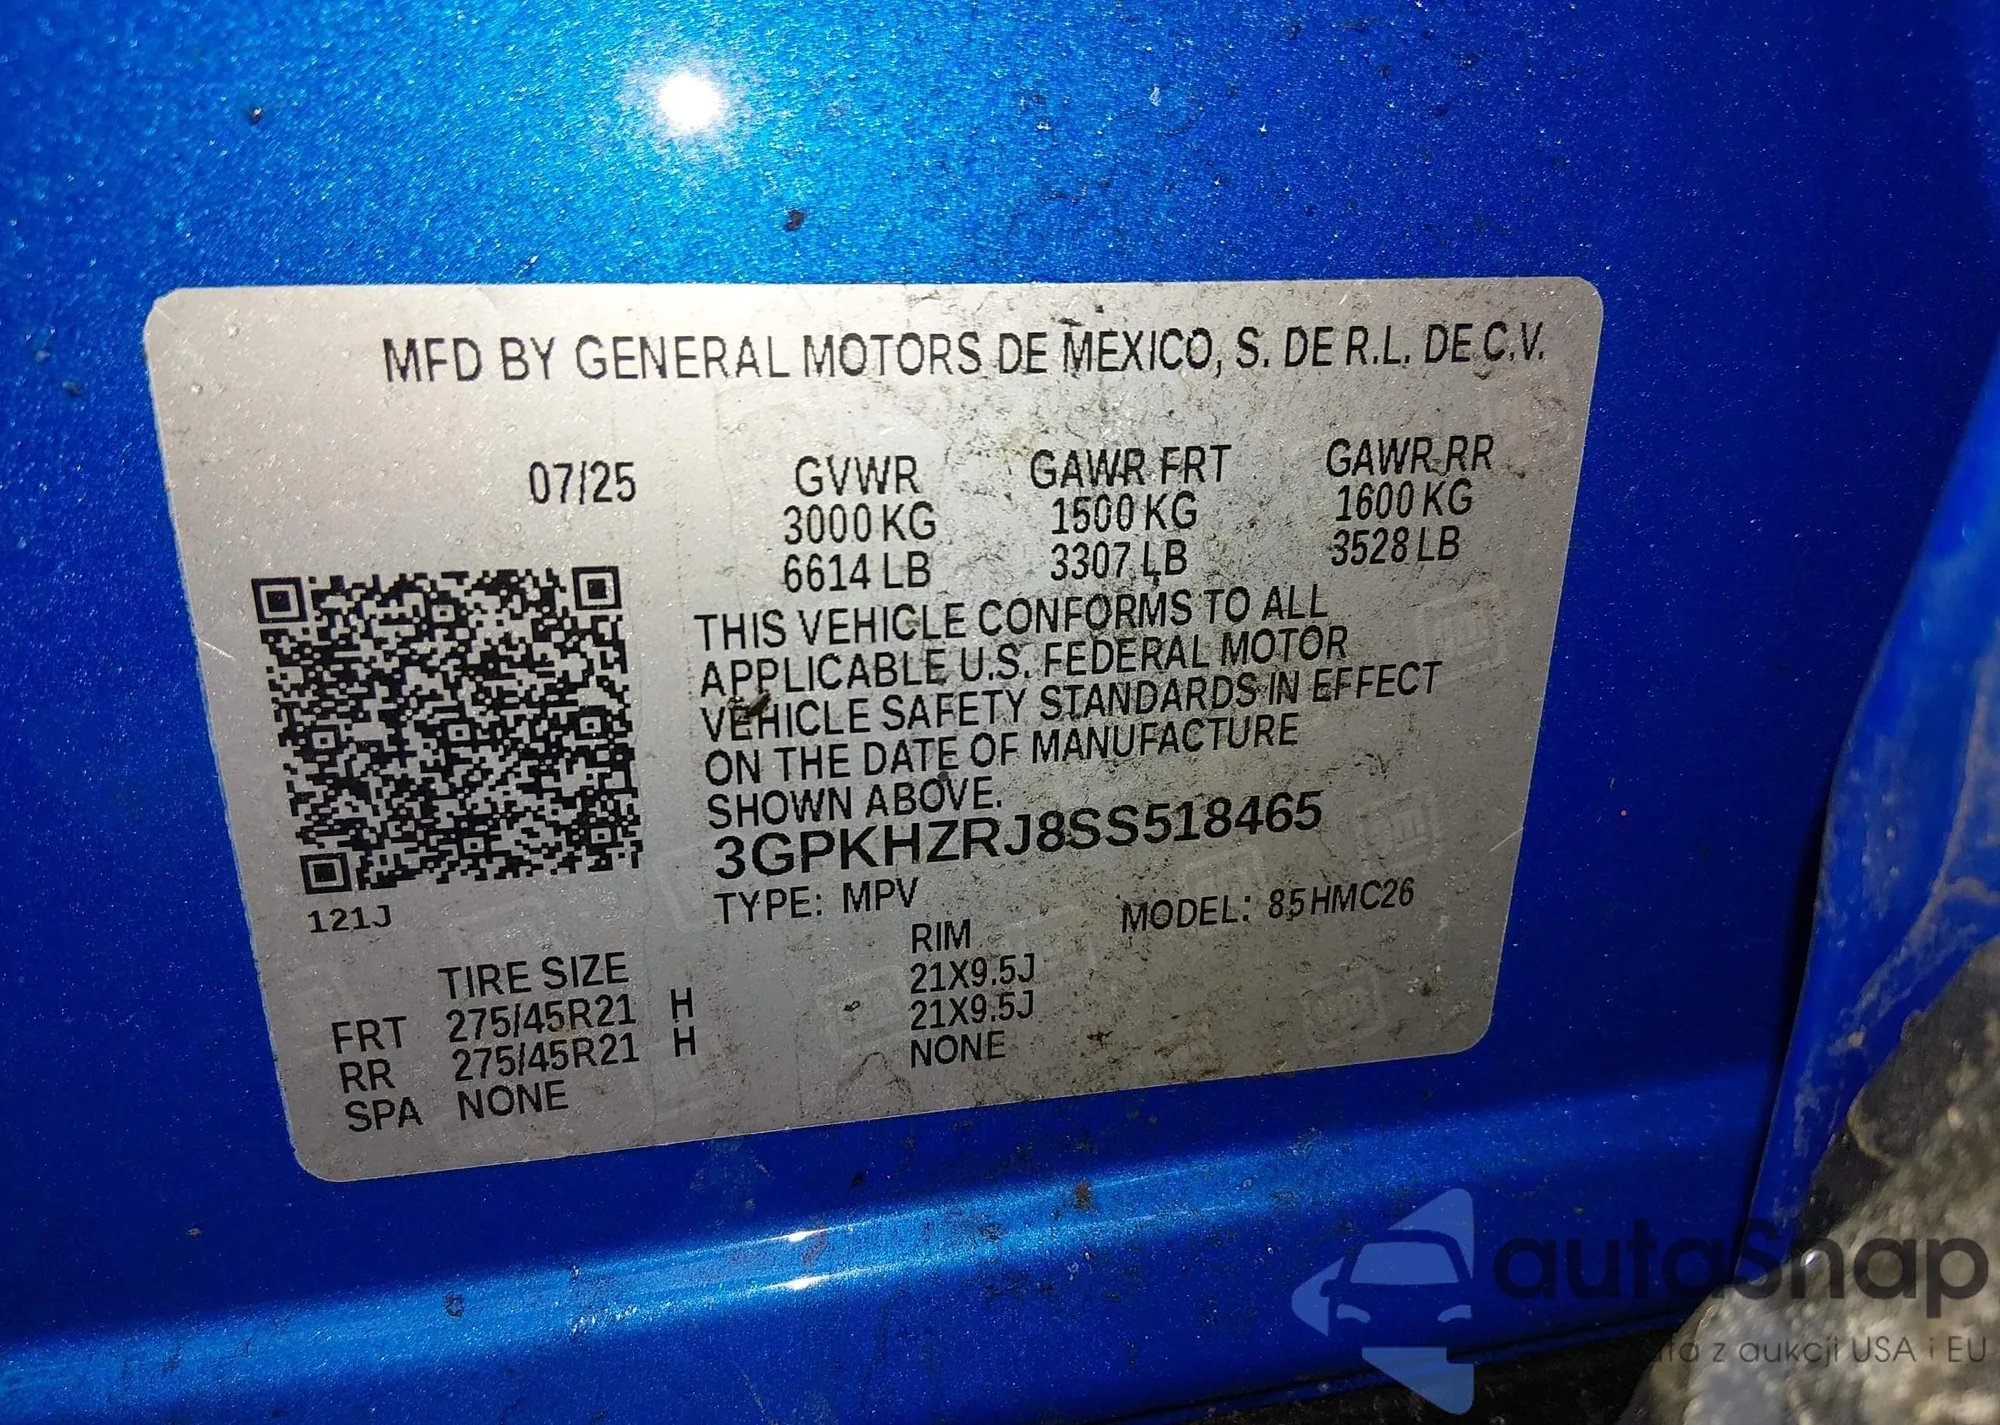 MFD BY GENERAL MOTORS DE MEXICO, S. DE R.L. DE C.V.
07/25 GVWR GAWR FRT GAWR RR
3000 KG 1500 KG 1600 KG
6614 LB 3307 LB 3528 LB
THIS VEHICLE CONFORMS TO ALL
APPLICABLE U.S. FEDERAL MOTOR
VEHICLE SAFETY STANDARDS IN EFFECT
ON THE DATE OF MANUFACTURE
SHOWN ABOVE.
3GPKHZRJ8SS518465
TYPE: MPV MODEL: 85HMC26
121J
TIRE SIZE RIM
FRT 275/45R21 H 21X9.5J
RR 275/45R21 H 21X9.5J
SPA NONE NONE
autaSnap
z aukcji USA i EU